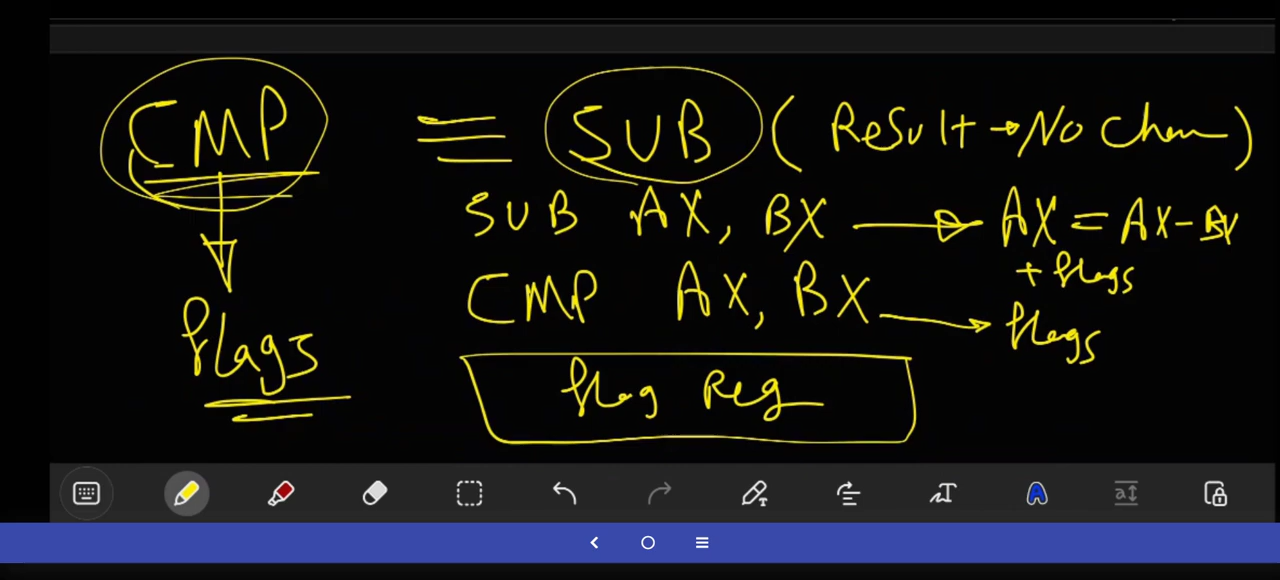 CMP ≡ SUB (Result → No Chan)
SUB AX, BX → AX = AX - BX
+ flags
CMP AX, BX → flags
flags
flag Reg